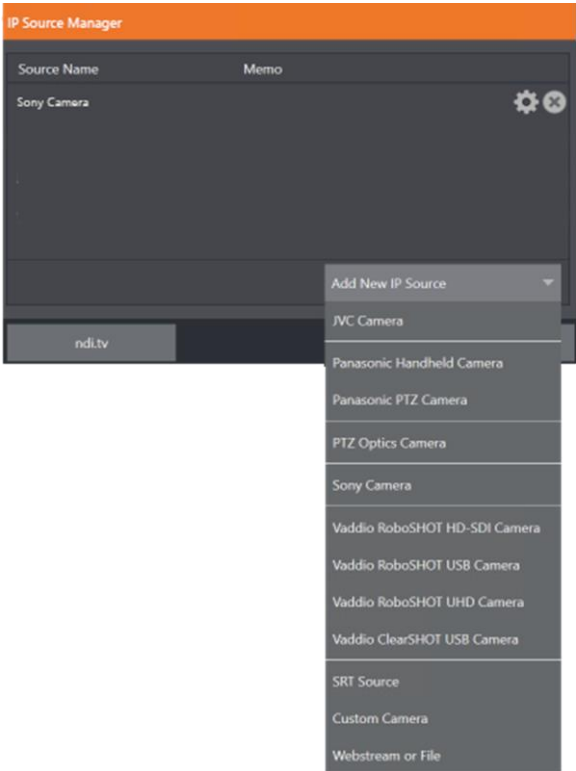 IP Source Manager
Source Name Memo
Sony Camera
Add New IP Source
JVC Camera
ndi.tv
Panasonic Handheld Camera
Panasonic PTZ Camera
PTZ Optics Camera
Sony Camera
Vaddio RoboSHOT HD-SDI Camera
Vaddio RoboSHOT USB Camera
Vaddio RoboSHOT UHD Camera
Vaddio ClearSHOT USB Camera
SRT Source
Custom Camera
Webstream or File